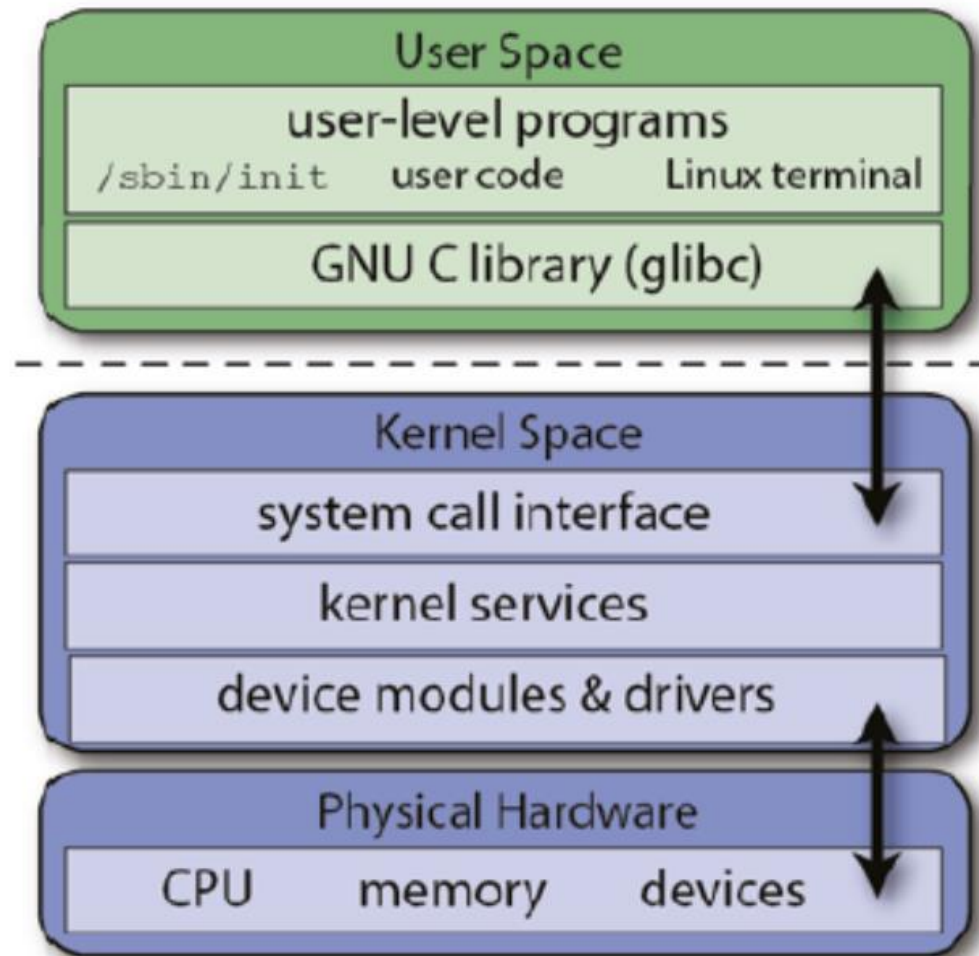 User Space
user-level programs
/sbin/init user code Linux terminal
GNU C library (glibc)
Kernel Space
system call interface
kernel services
device modules & drivers
Physical Hardware
CPU memory devices